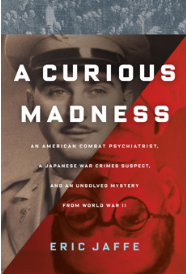 A CURIOUS
MADNESS
AN AMERICAN COMBAT PSYCHIATRIST,
A JAPANESE WAR CRIMES SUSPECT,
AND AN UNSOLVED MYSTERY
FROM WORLD WAR II
ERIC JAFFE